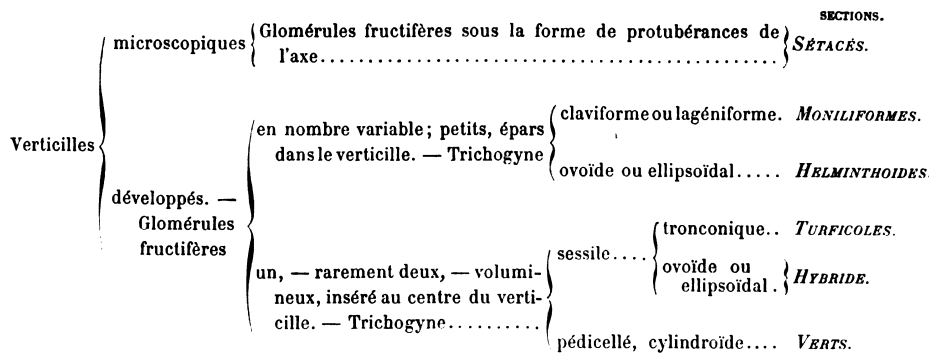 SECTIONS.
Verticilles
microscopiques
Glomérules fructifères sous la forme de protubérances de
l'axe........................................................
SÉTACÉS.
développés. —
Glomérules
fructifères
en nombre variable; petits, épars
dans le verticille. — Trichogyne
claviforme ou lagéniforme. MONILIFORMES.
ovoïde ou ellipsoïdal..... HELMINTHOIDES.
un, — rarement deux, — volumi-
neux, inséré au centre du verti-
cille. — Trichogyne..........
sessile....
tronconique.. TURFICOLES.
ovoïde ou
ellipsoïdal.
HYBRIDE.
pédicellé, cylindroïde.... VERTS.